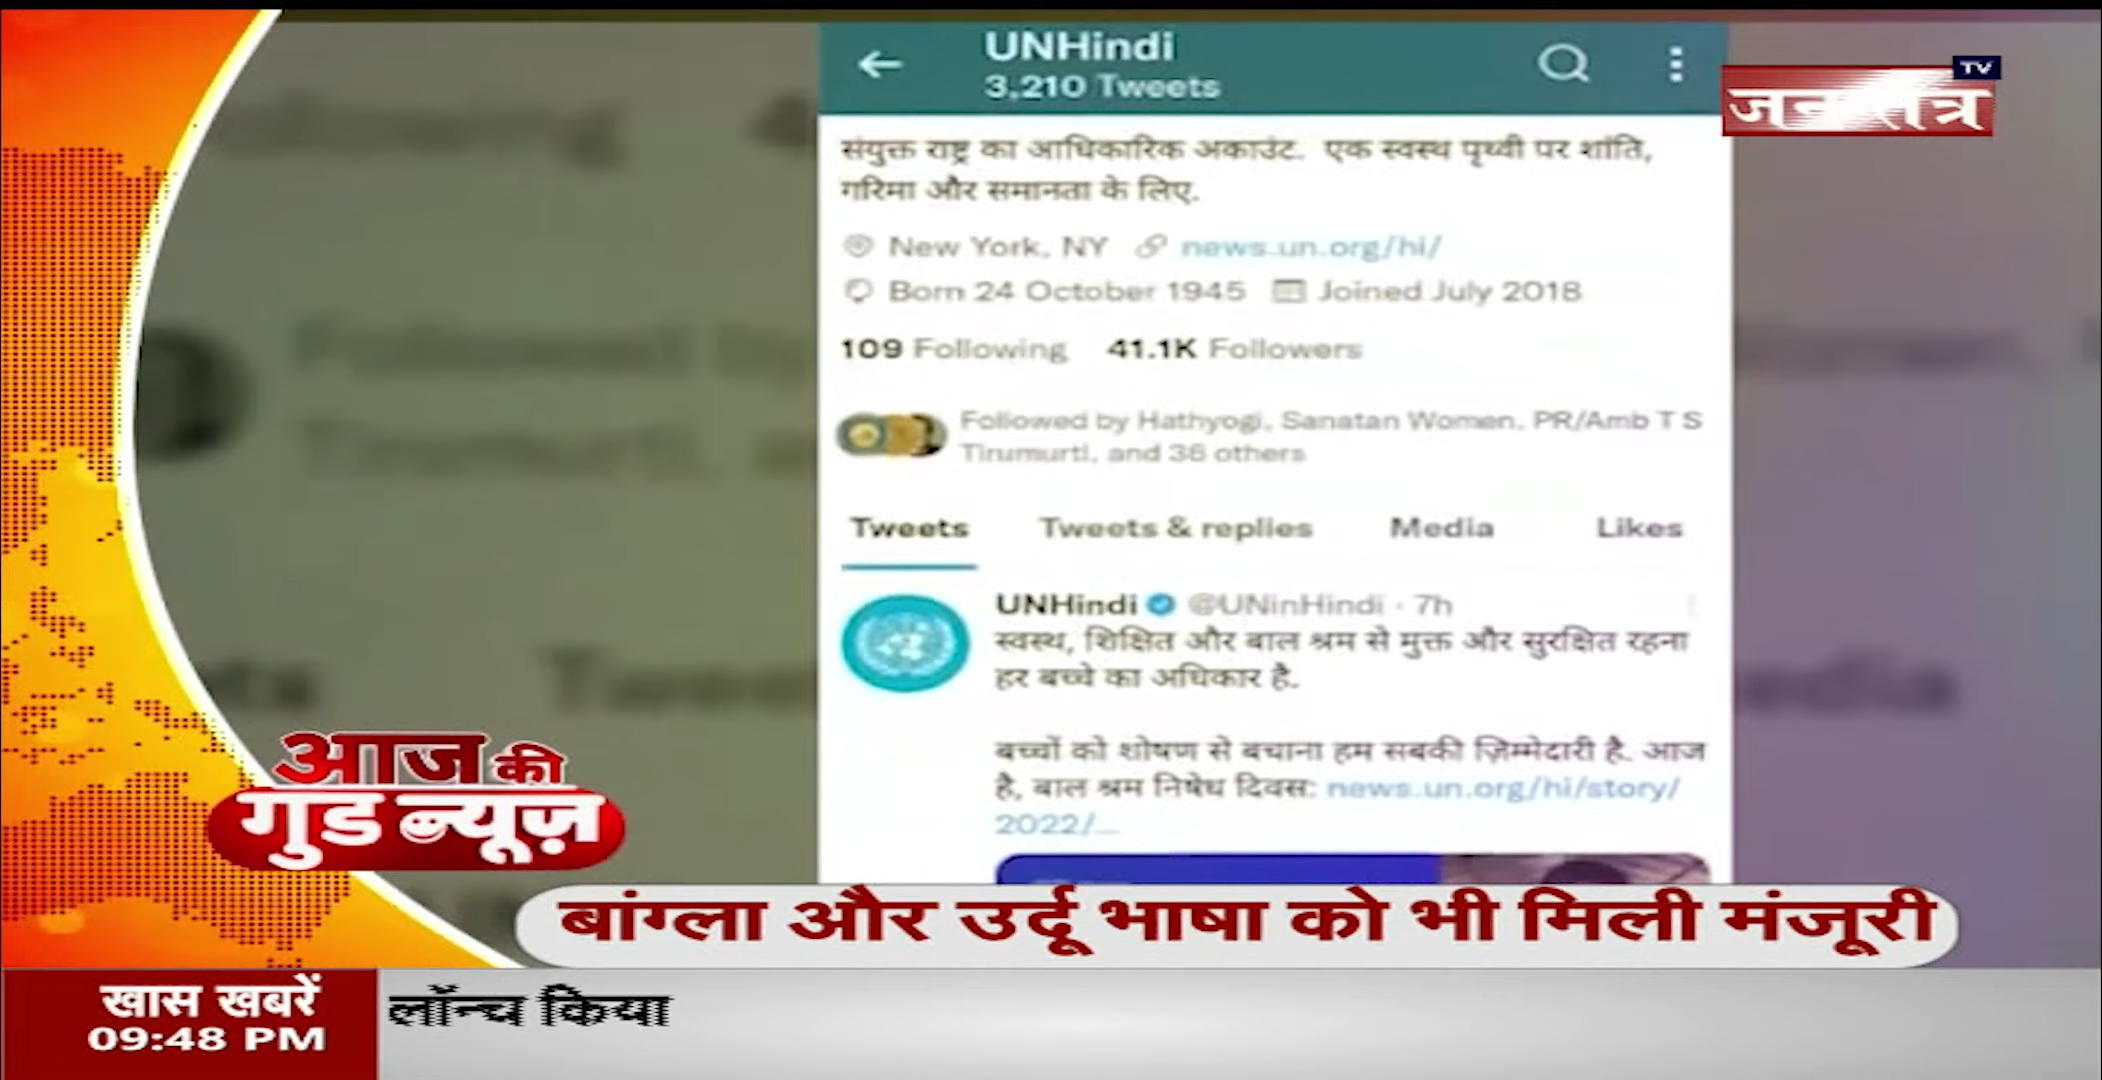 UNHindi
3,210 Tweets
TV
जनतंत्र
संयुक्त राष्ट्र का आधिकारिक अकाउंट. एक स्वस्थ पृथ्वी पर शांति,
गरिमा और समानता के लिए.
New York, NY news.un.org/hi/
Born 24 October 1945 Joined July 2018
109 Following 41.1K Followers
Followed by Hathyogi, Sanatan Women, PR/Amb T S
Tirumurti, and 36 others
Tweets Tweets & replies Media Likes
UNHindi @UNinHindi · 7h
स्वस्थ, शिक्षित और बाल श्रम से मुक्त और सुरक्षित रहना
हर बच्चे का अधिकार है.
बच्चों को शोषण से बचाना हम सबकी ज़िम्मेदारी है. आज
है, बाल श्रम निषेध दिवस: news.un.org/hi/story/
2022/...
आज की
गुड न्यूज़
बांग्ला और उर्दू भाषा को भी मिली मंजूरी
खास खबरें
09:48 PM
लॉन्च किया